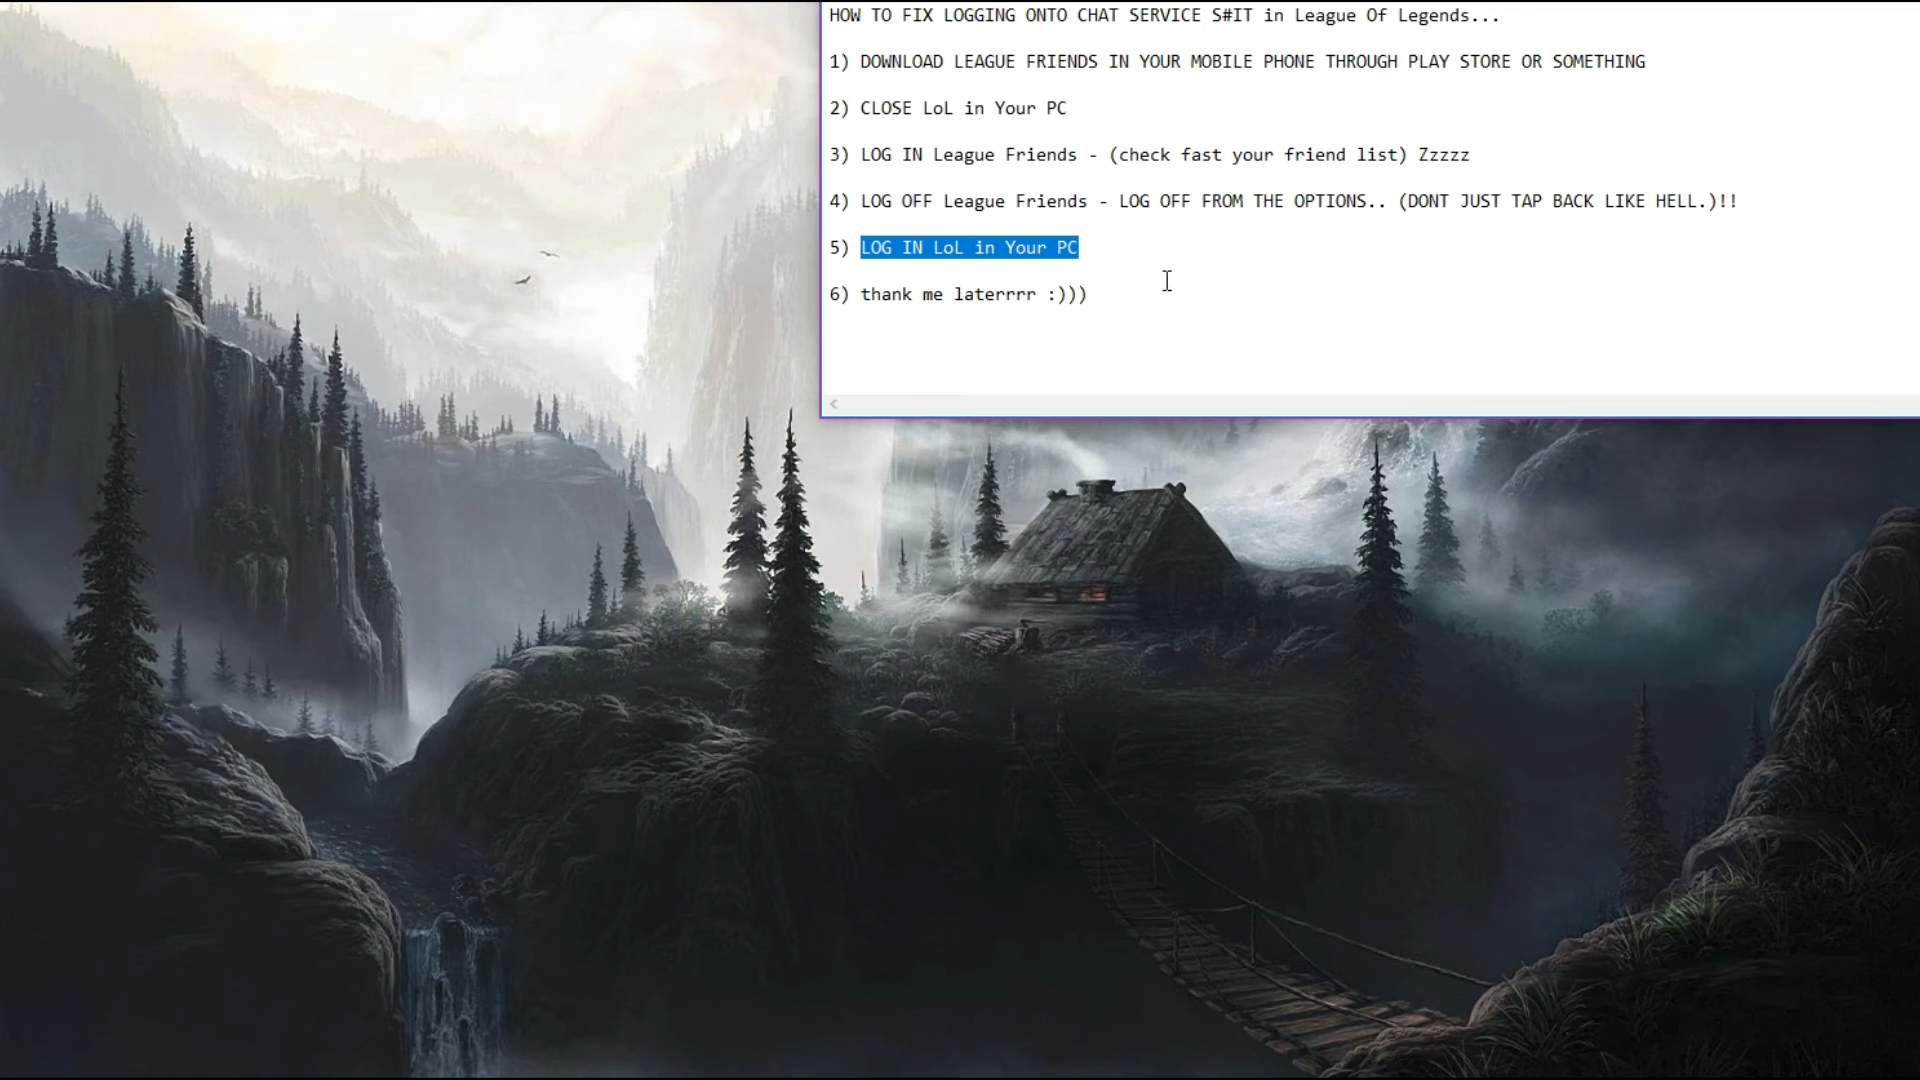 HOW TO FIX LOGGING ONTO CHAT SERVICE S#IT in League Of Legends...
1) DOWNLOAD LEAGUE FRIENDS IN YOUR MOBILE PHONE THROUGH PLAY STORE OR SOMETHING
2) CLOSE LoL in Your PC
3) LOG IN League Friends - (check fast your friend list) Zzzzz
4) LOG OFF League Friends - LOG OFF FROM THE OPTIONS.. (DONT JUST TAP BACK LIKE HELL.)!!
5) LOG IN LoL in Your PC
6) thank me laterrrr :)))